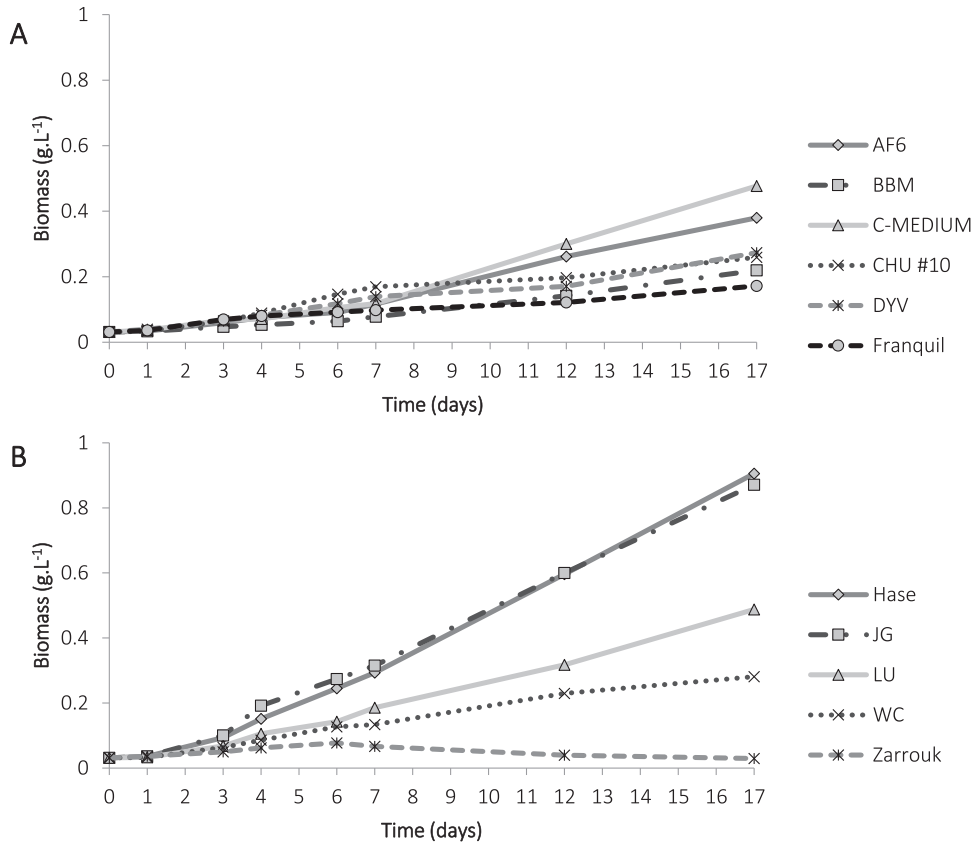 A
1
0.8
0.6
0.4
0.2
0
Biomass (g.L-1)
0 1 2 3 4 5 6 7 8 9 10 11 12 13 14 15 16 17
Time (days)
AF6
BBM
C-MEDIUM
CHU #10
DYV
Franquil
B
1
0.8
0.6
0.4
0.2
0
Biomass (g.L-1)
0 1 2 3 4 5 6 7 8 9 10 11 12 13 14 15 16 17
Time (days)
Hase
JG
LU
WC
Zarrouk